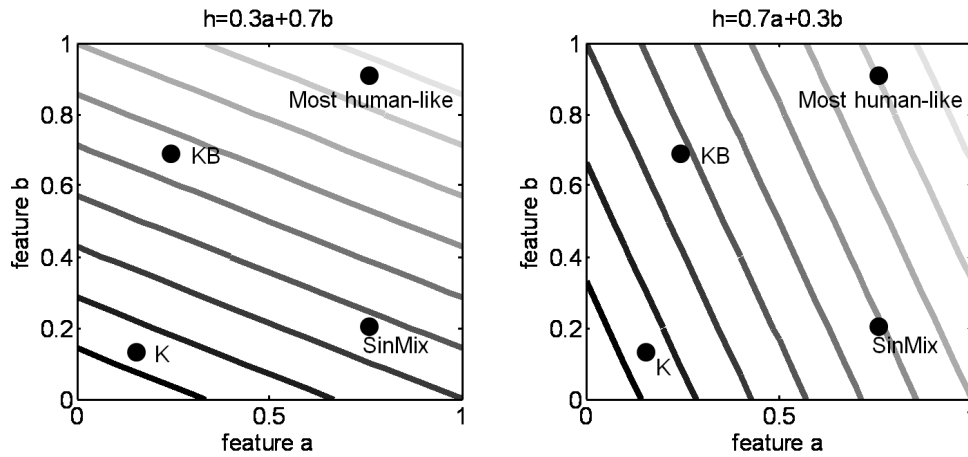 h=0.3a+0.7b
1
0.8
0.6
0.4
0.2
0
0
0.5
1
feature b
feature a
Most human-like
KB
SinMix
K
h=0.7a+0.3b
1
0.8
0.6
0.4
0.2
0
0
0.5
1
feature b
feature a
Most human-like
KB
SinMix
K